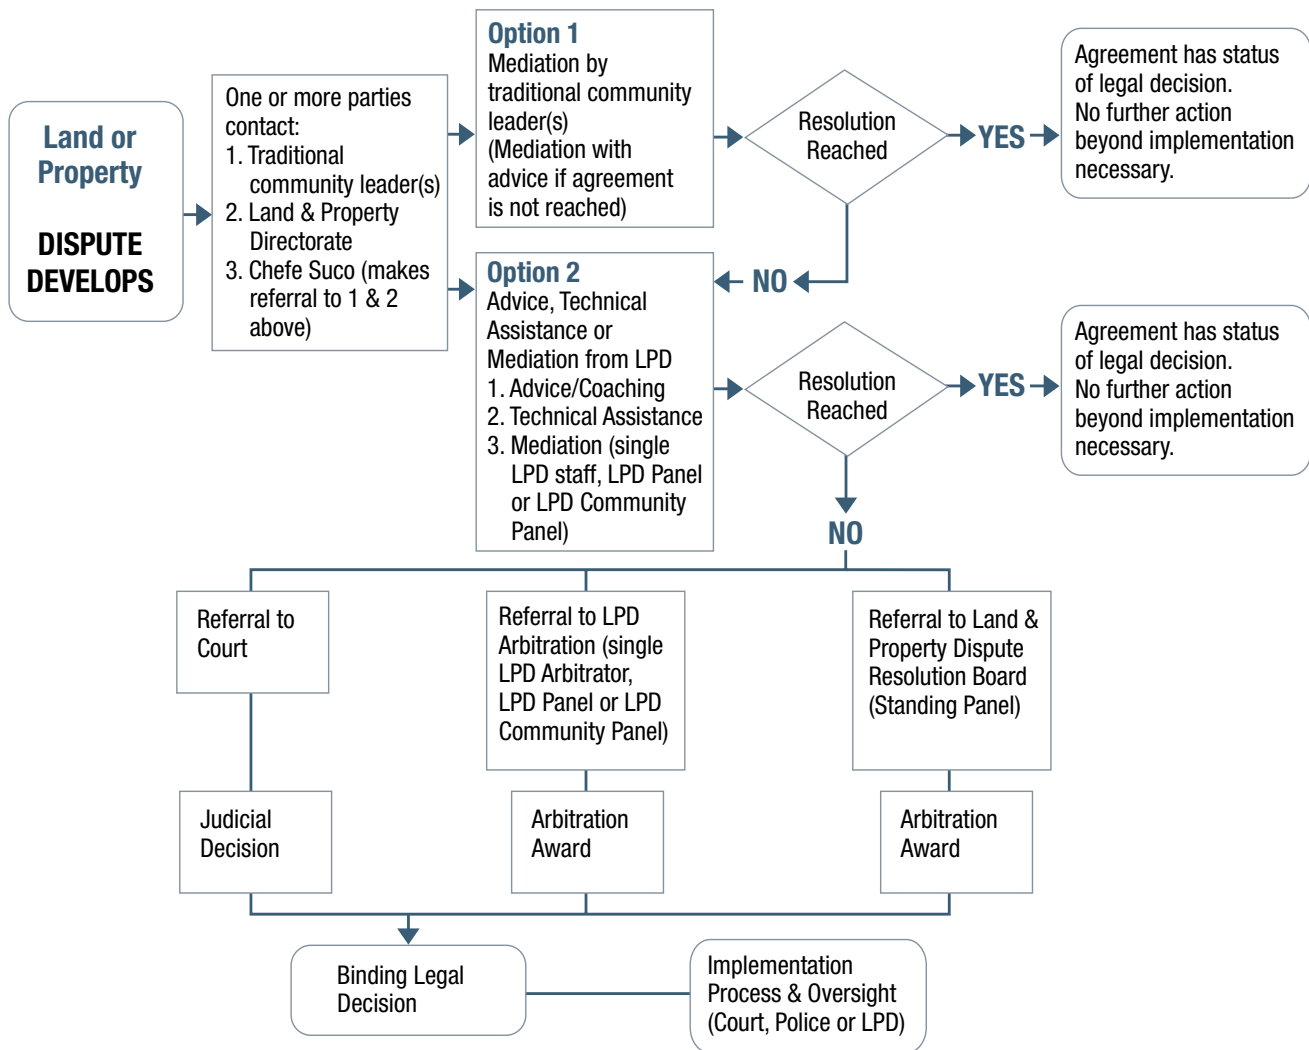 Land or
Property
DISPUTE
DEVELOPS
One or more parties
contact:
1. Traditional
community leader(s)
2. Land & Property
Directorate
3. Chefe Suco (makes
referral to 1 & 2
above)
Option 1
Mediation by
traditional community
leader(s)
(Mediation with
advice if agreement
is not reached)
Resolution
Reached
YES
Agreement has status
of legal decision.
No further action
beyond implementation
necessary.
NO
Option 2
Advice, Technical
Assistance or
Mediation from LPD
1. Advice/Coaching
2. Technical Assistance
3. Mediation (single
LPD staff, LPD Panel
or LPD Community
Panel)
Resolution
Reached
YES
Agreement has status
of legal decision.
No further action
beyond implementation
necessary.
NO
Referral to
Court
Referral to LPD
Arbitration (single
LPD Arbitrator,
LPD Panel or LPD
Community Panel)
Referral to Land &
Property Dispute
Resolution Board
(Standing Panel)
Judicial
Decision
Arbitration
Award
Arbitration
Award
Binding Legal
Decision
Implementation
Process & Oversight
(Court, Police or LPD)